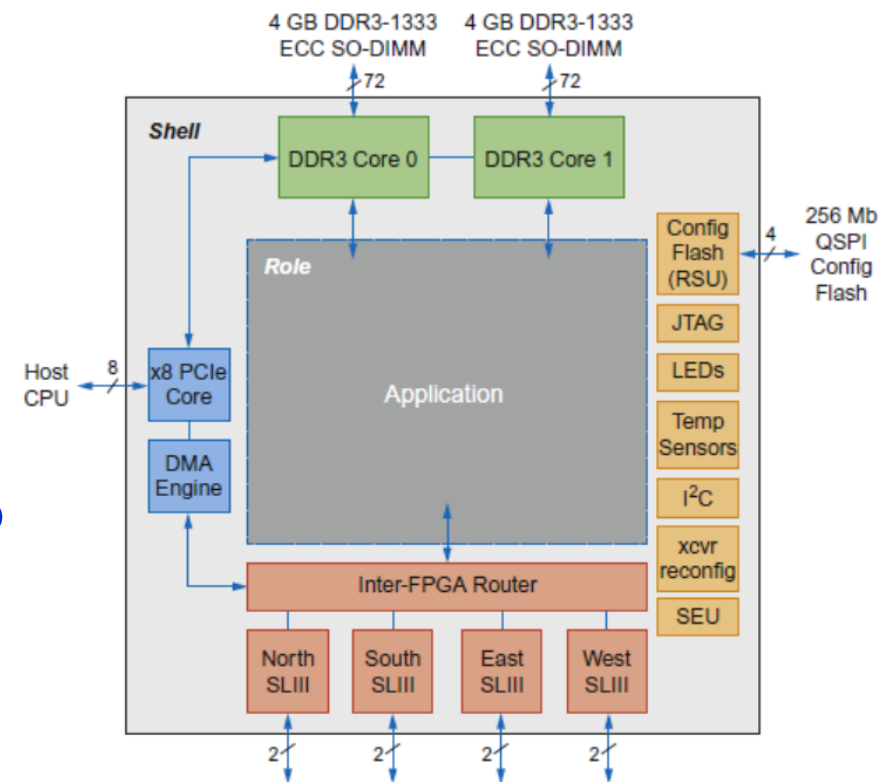 4 GB DDR3-1333
ECC SO-DIMM
4 GB DDR3-1333
ECC SO-DIMM
72
72
Shell
DDR3 Core 0
DDR3 Core 1
Config
Flash
(RSU)
4
256 Mb
QSPI
Config
Flash
Role
JTAG
Host
CPU
8
x8 PCIe
Core
LEDs
Application
Temp
Sensors
DMA
Engine
I²C
)
xcvr
reconfig
Inter-FPGA Router
SEU
North
SLIII
South
SLIII
East
SLIII
West
SLIII
2
2
2
2